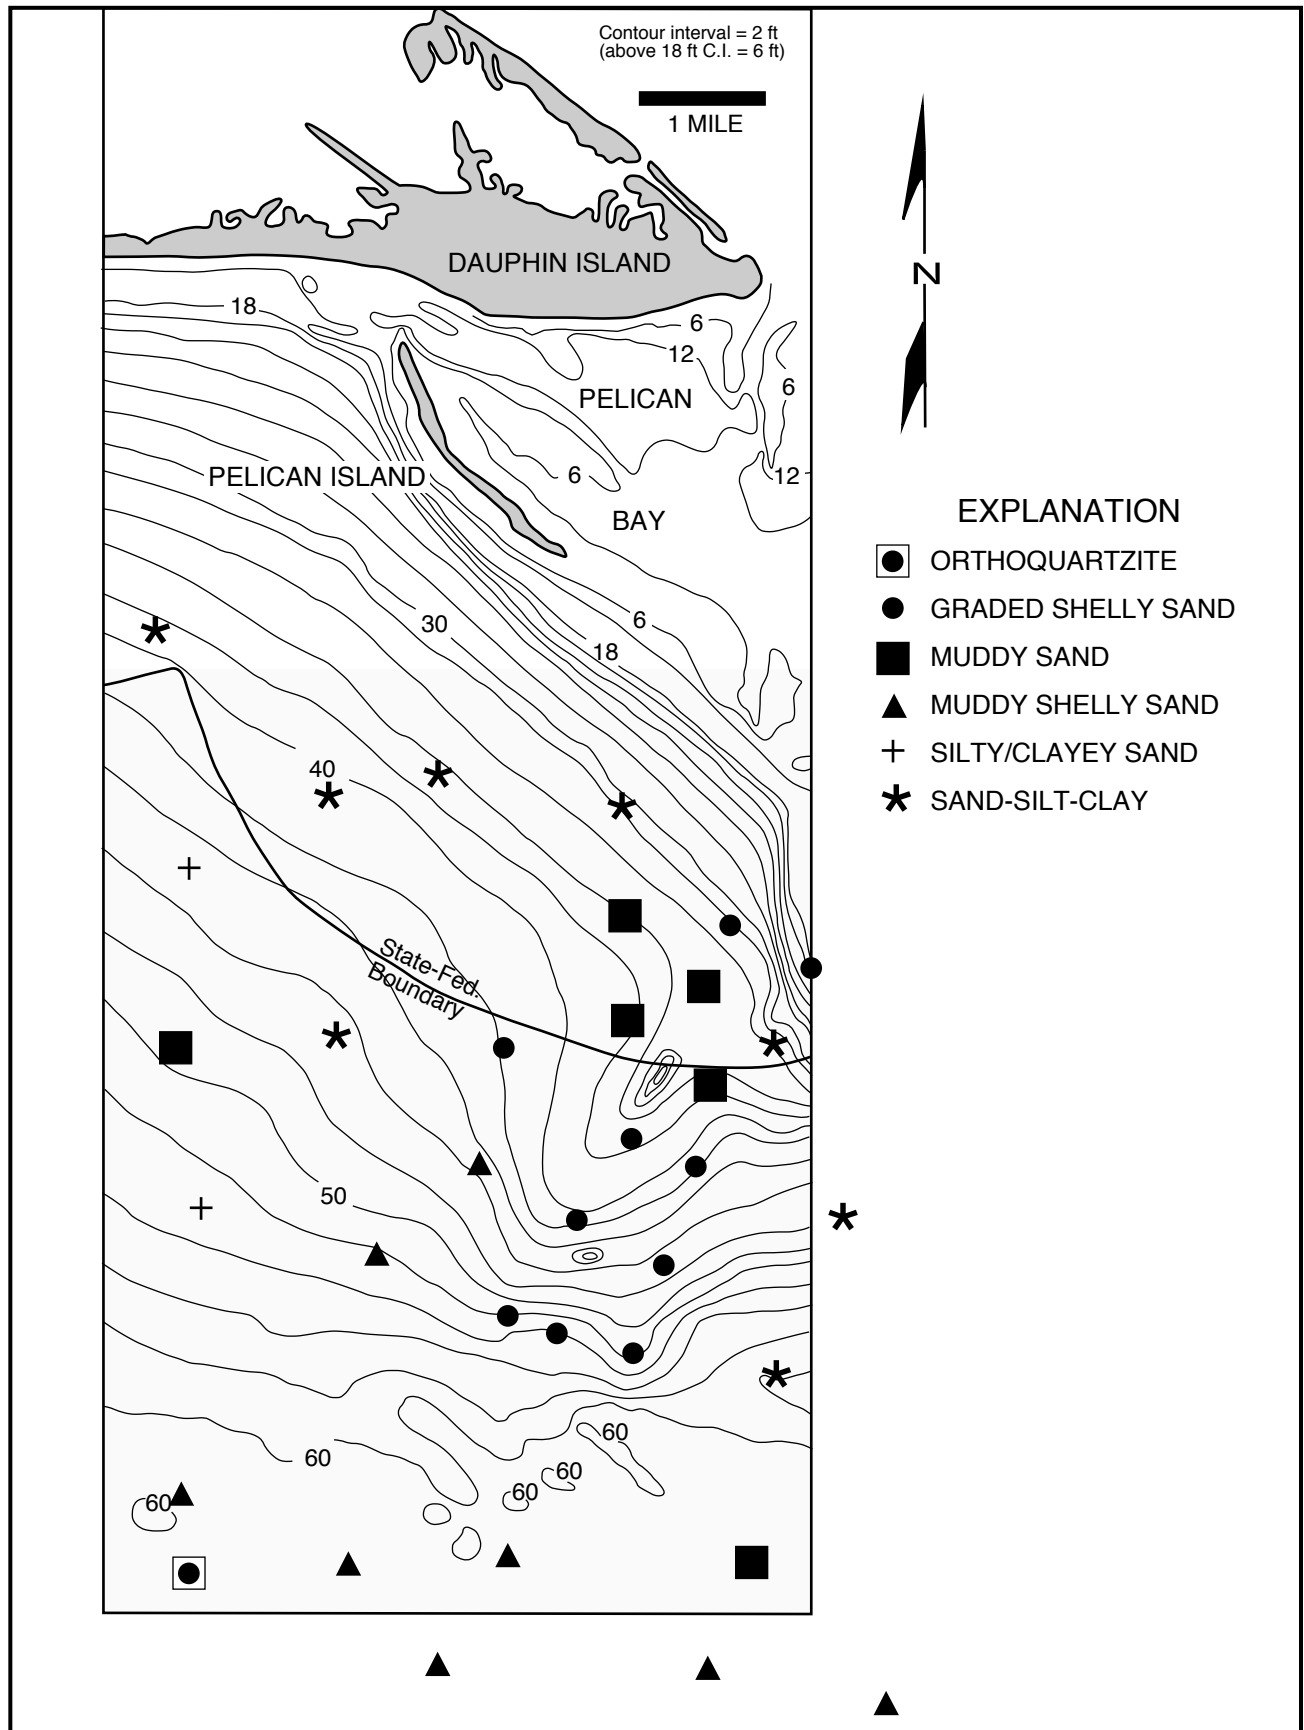 Contour interval = 2 ft
(above 18 ft C.I. = 6 ft)
1 MILE
N
DAUPHIN ISLAND
18
6
12
6
PELICAN
PELICAN ISLAND
6
12
BAY
EXPLANATION
ORTHOQUARTZITE
GRADED SHELLY SAND
MUDDY SAND
MUDDY SHELLY SAND
SILTY/CLAYEY SAND
SAND-SILT-CLAY
30
6
18
40
State-Fed.
Boundary
50
60
60
60
60
60